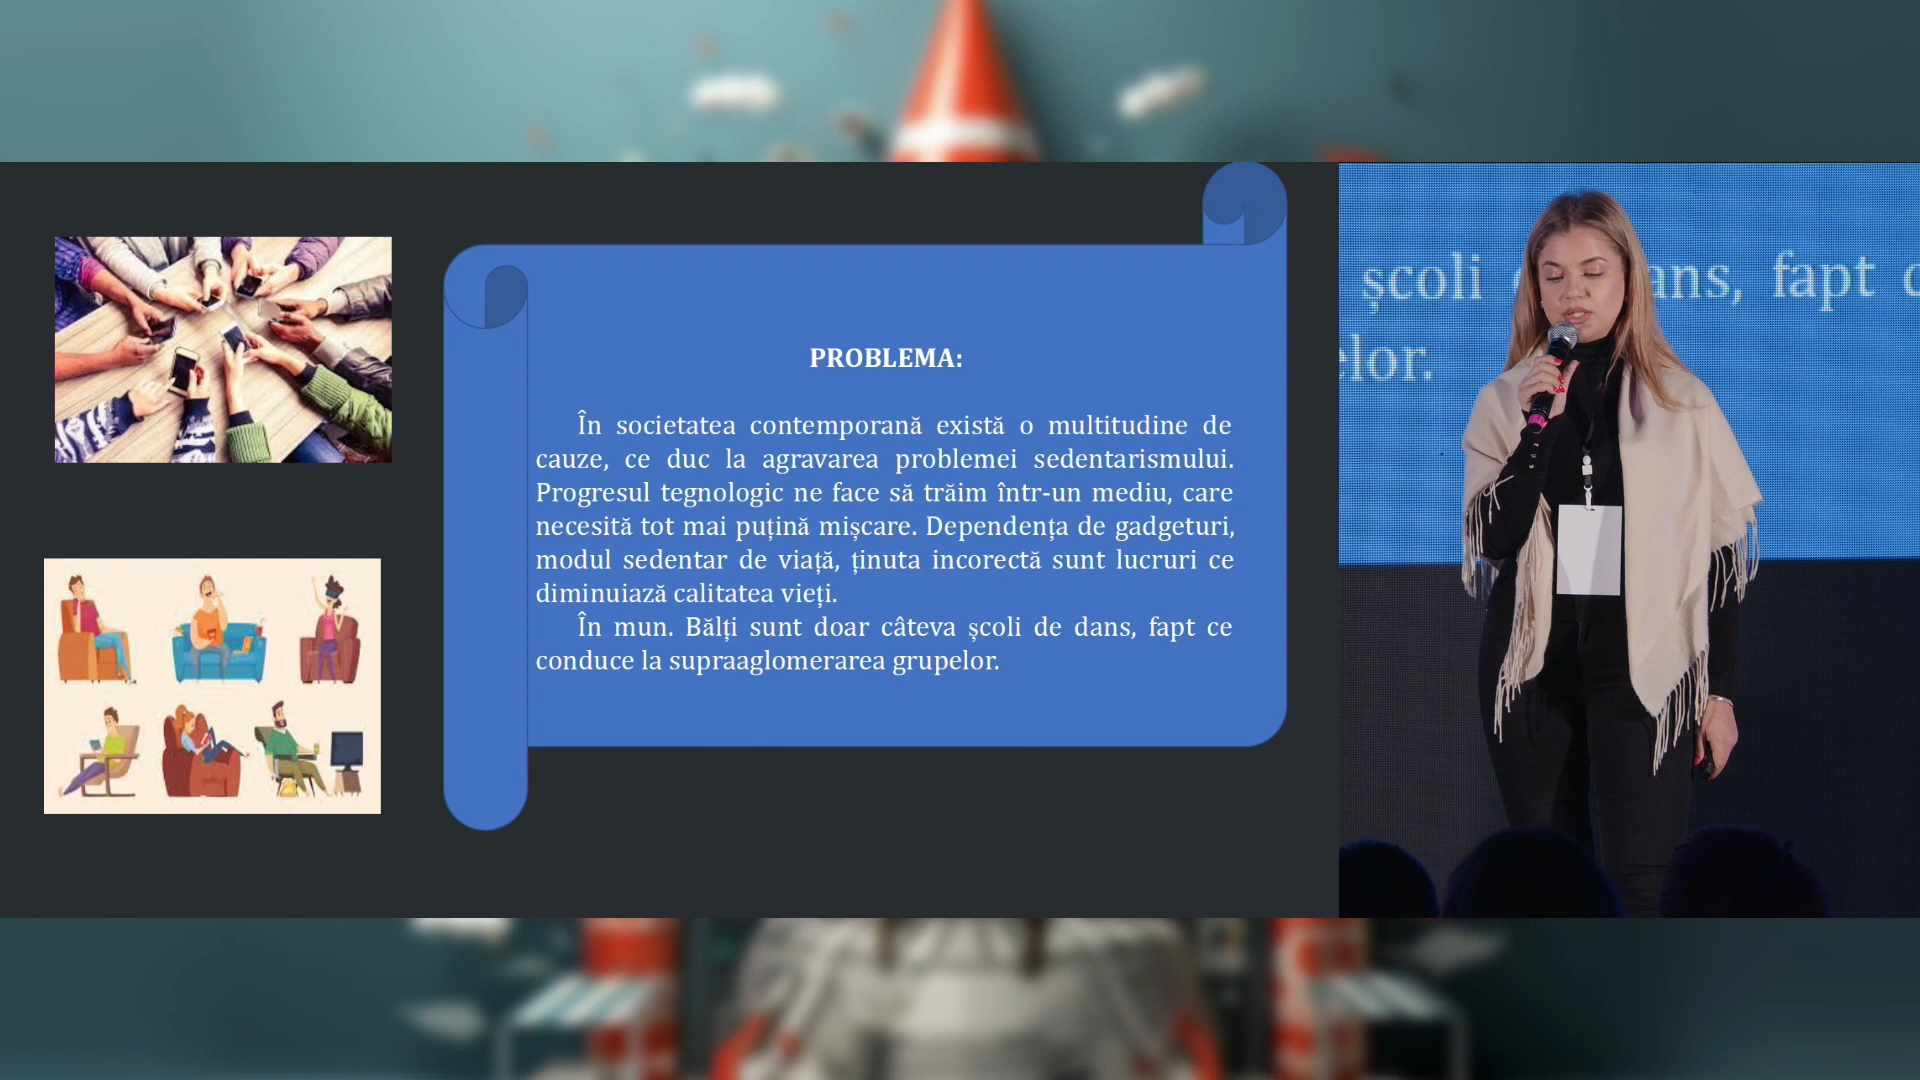 PROBLEMA:
În societatea contemporană există o multitudine de
cauze, ce duc la agravarea problemei sedentarismului.
Progresul tegnologic ne face să trăim într-un mediu, care
necesită tot mai puțină mișcare. Dependența de gadgeturi,
modul sedentar de viață, ținuta incorectă sunt lucruri ce
diminuiază calitatea vieți.
În mun. Bălți sunt doar câteva școli de dans, fapt ce
conduce la supraaglomerarea grupelor.
școli ans, fapt c
elor.